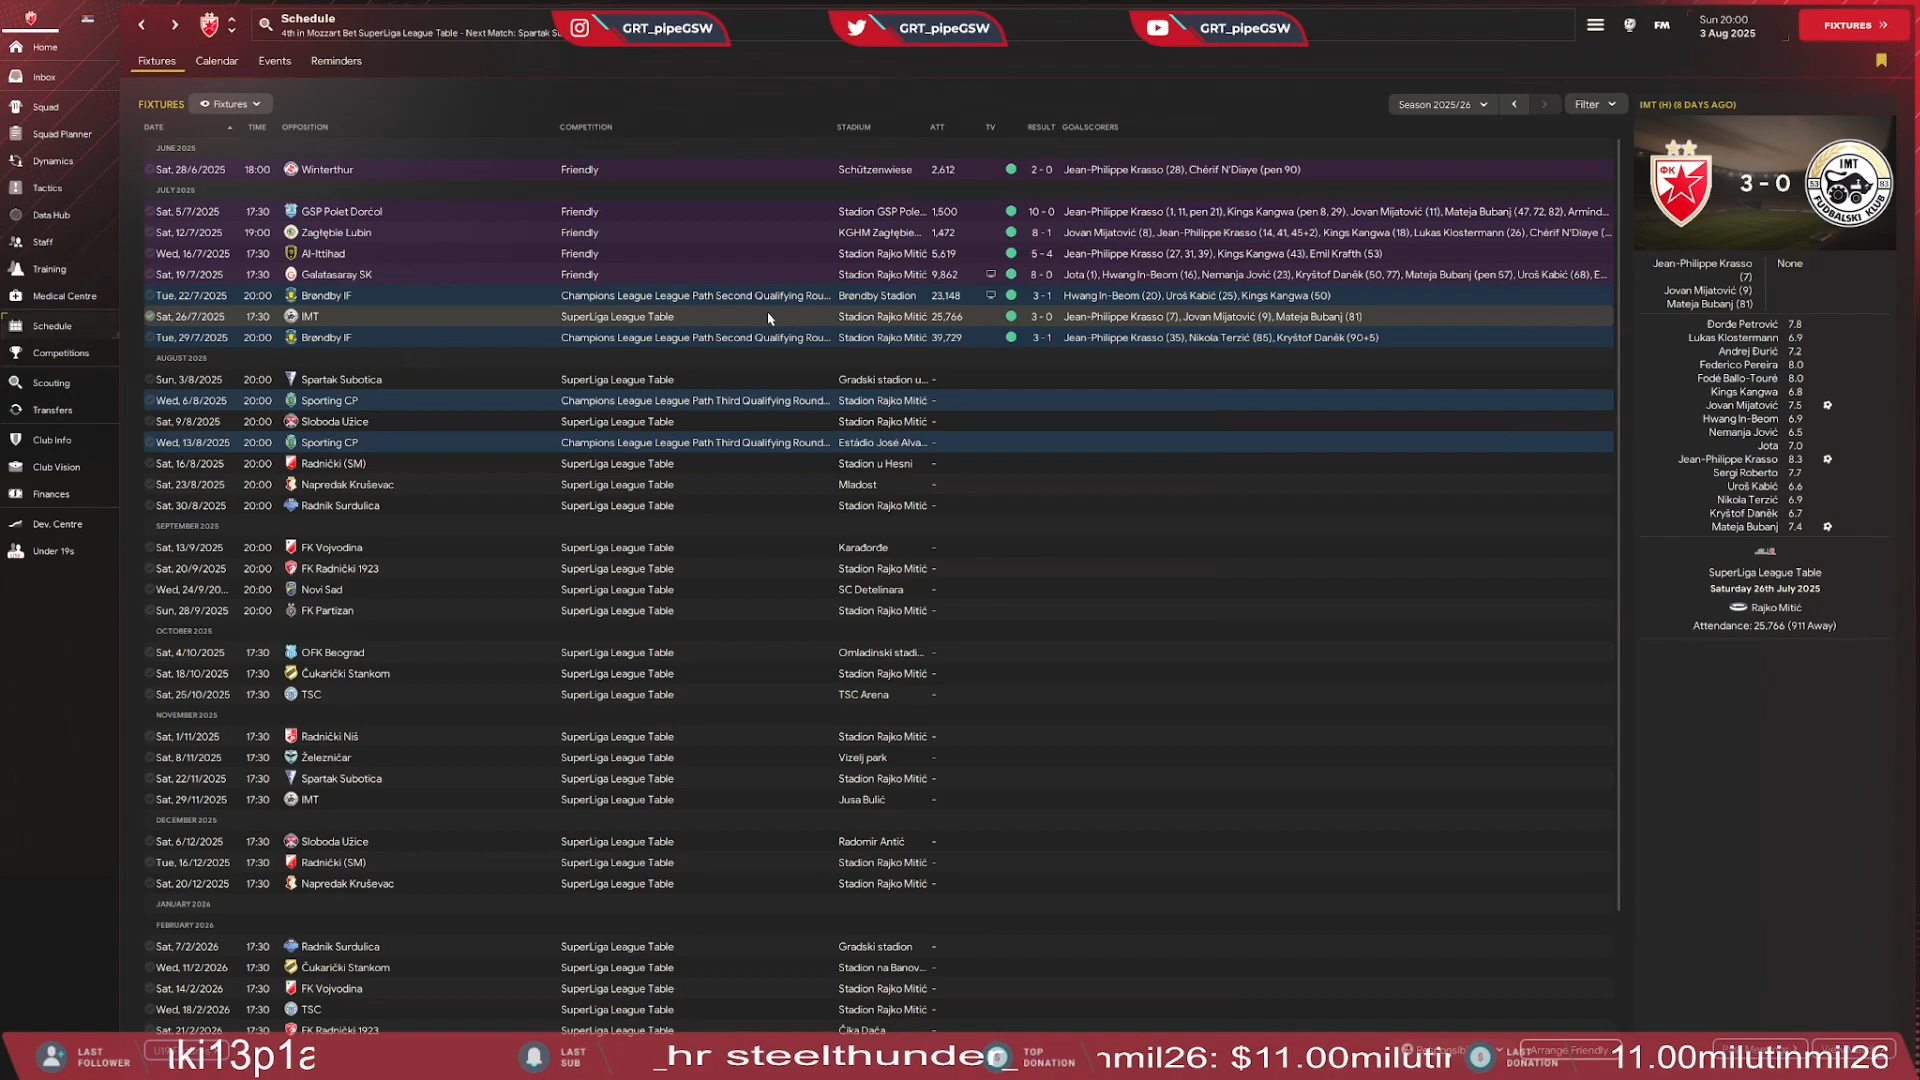 Schedule
4th in Mozzart Bet SuperLiga League Table - Next Match: Spartak
GRT_pipeGSW
GRT_pipeGSW
GRT_pipeGSW
FM
Sun 20:00
3 Aug 2025
FIXTURES
Home
Inbox
Squad
Squad Planner
Dynamics
Tactics
Data Hub
Staff
Training
Medical Centre
Schedule
Competitions
Scouting
Transfers
Club Info
Club Vision
Finances
Dev. Centre
Under 19s
Fixtures Calendar Events Reminders
FIXTURES Fixtures Season 2025/26 Filter
DATE TIME OPPOSITION COMPETITION STADIUM ATT TV RESULT GOALSCORERS
JUNE 2025
Sat, 28/6/2025 18:00 Winterthur Friendly Schützenwiese 2,612 2 - 0 Jean-Philippe Krasso (28), Chérif N'Diaye (pen 90)
JULY 2025
Sat, 5/7/2025 17:30 GSP Polet Dorćol Friendly Stadion GSP Pole... 1,500 10 - 0 Jean-Philippe Krasso (1, 11, pen 21), Kings Kangwa (pen 8, 29), Jovan Mijatović (11), Mateja Bubanj (47, 72, 82), Armind...
Sat, 12/7/2025 19:00 Zagłębie Lubin Friendly KGHM Zagłębie... 1,472 8 - 1 Jovan Mijatović (8), Jean-Philippe Krasso (14, 41, 45+2), Kings Kangwa (18), Lukas Klostermann (26), Chérif N'Diaye (...
Wed, 16/7/2025 17:30 Al-Ittihad Friendly Stadion Rajko Mitić 5,619 5 - 4 Jean-Philippe Krasso (27, 31, 39), Kings Kangwa (43), Emil Krafth (53)
Sat, 19/7/2025 17:30 Galatasaray SK Friendly Stadion Rajko Mitić 9,862 8 - 0 Jota (1), Hwang In-Beom (16), Nemanja Jović (23), Kryštof Daněk (50, 77), Mateja Bubanj (pen 57), Uroš Kabić (68), E...
Tue, 22/7/2025 20:00 Brøndby IF Champions League League Path Second Qualifying Rou... Brøndby Stadion 23,148 3 - 1 Hwang In-Beom (20), Uroš Kabić (25), Kings Kangwa (50)
Sat, 26/7/2025 17:30 IMT SuperLiga League Table Stadion Rajko Mitić 25,766 3 - 0 Jean-Philippe Krasso (7), Jovan Mijatović (9), Mateja Bubanj (81)
Tue, 29/7/2025 20:00 Brøndby IF Champions League League Path Second Qualifying Rou... Stadion Rajko Mitić 39,729 3 - 1 Jean-Philippe Krasso (35), Nikola Terzić (85), Kryštof Daněk (90+5)
AUGUST 2025
Sun, 3/8/2025 20:00 Spartak Subotica SuperLiga League Table Gradski stadion u... -
Wed, 6/8/2025 20:00 Sporting CP Champions League League Path Third Qualifying Round... Stadion Rajko Mitić -
Sat, 9/8/2025 20:00 Sloboda Užice SuperLiga League Table Stadion Rajko Mitić -
Wed, 13/8/2025 20:00 Sporting CP Champions League League Path Third Qualifying Round... Estádio José Alva... -
Sat, 16/8/2025 20:00 Radnički (SM) SuperLiga League Table Stadion u Hesni -
Sat, 23/8/2025 20:00 Napredak Kruševac SuperLiga League Table Mladost -
Sat, 30/8/2025 20:00 Radnik Surdulica SuperLiga League Table Stadion Rajko Mitić -
SEPTEMBER 2025
Sat, 13/9/2025 20:00 FK Vojvodina SuperLiga League Table Karađorđe -
Sat, 20/9/2025 20:00 FK Radnički 1923 SuperLiga League Table Stadion Rajko Mitić -
Wed, 24/9/20... 20:00 Novi Sad SuperLiga League Table SC Detelinara -
Sun, 28/9/2025 20:00 FK Partizan SuperLiga League Table Stadion Rajko Mitić -
OCTOBER 2025
Sat, 4/10/2025 17:30 OFK Beograd SuperLiga League Table Omladinski stadi... -
Sat, 18/10/2025 17:30 Čukarički Stankom SuperLiga League Table Stadion Rajko Mitić -
Sat, 25/10/2025 17:30 TSC SuperLiga League Table TSC Arena -
NOVEMBER 2025
Sat, 1/11/2025 17:30 Radnički Niš SuperLiga League Table Stadion Rajko Mitić -
Sat, 8/11/2025 17:30 Železničar SuperLiga League Table Vizelj park -
Sat, 22/11/2025 17:30 Spartak Subotica SuperLiga League Table Stadion Rajko Mitić -
Sat, 29/11/2025 17:30 IMT SuperLiga League Table Jusa Bulić -
DECEMBER 2025
Sat, 6/12/2025 17:30 Sloboda Užice SuperLiga League Table Radomir Antić -
Tue, 16/12/2025 17:30 Radnički (SM) SuperLiga League Table Stadion Rajko Mitić -
Sat, 20/12/2025 17:30 Napredak Kruševac SuperLiga League Table Stadion Rajko Mitić -
JANUARY 2026
FEBRUARY 2026
Sat, 7/2/2026 17:30 Radnik Surdulica SuperLiga League Table Gradski stadion -
Wed, 11/2/2026 17:30 Čukarički Stankom SuperLiga League Table Stadion na Banov... -
Sat, 14/2/2026 17:30 FK Vojvodina SuperLiga League Table Stadion Rajko Mitić -
Wed, 18/2/2026 17:30 TSC SuperLiga League Table Stadion Rajko Mitić -
Sat, 21/2/2026 17:30 FK Radnički 1923 SuperLiga League Table Čika Dača -
IMT (H) (8 DAYS AGO)
ФК
3 - 0
IMT
53 83
FUDBALSKI KLUB
Jean-Philippe Krasso None
(7)
Jovan Mijatović (9)
Mateja Bubanj (81)
Đorđe Petrović 7.8
Lukas Klostermann 6.9
Andrej Đurić 7.2
Federico Pereira 8.0
Fodé Ballo-Touré 8.0
Kings Kangwa 6.8
Jovan Mijatović 7.5
Hwang In-Beom 6.9
Nemanja Jović 6.5
Jota 7.0
Jean-Philippe Krasso 8.3
Sergi Roberto 7.7
Uroš Kabić 6.6
Nikola Terzić 6.9
Kryštof Daněk 6.7
Mateja Bubanj 7.4
SuperLiga League Table
Saturday 26th July 2025
Rajko Mitić
Attendance: 25,766 (911 Away)
LAST FOLLOWER iki13p1a
LAST SUB _hr steelthunder_
TOP DONATION nmil26: $11.00milutin
Arrange Friendly
LAST DONATION 11.00milutinmil26